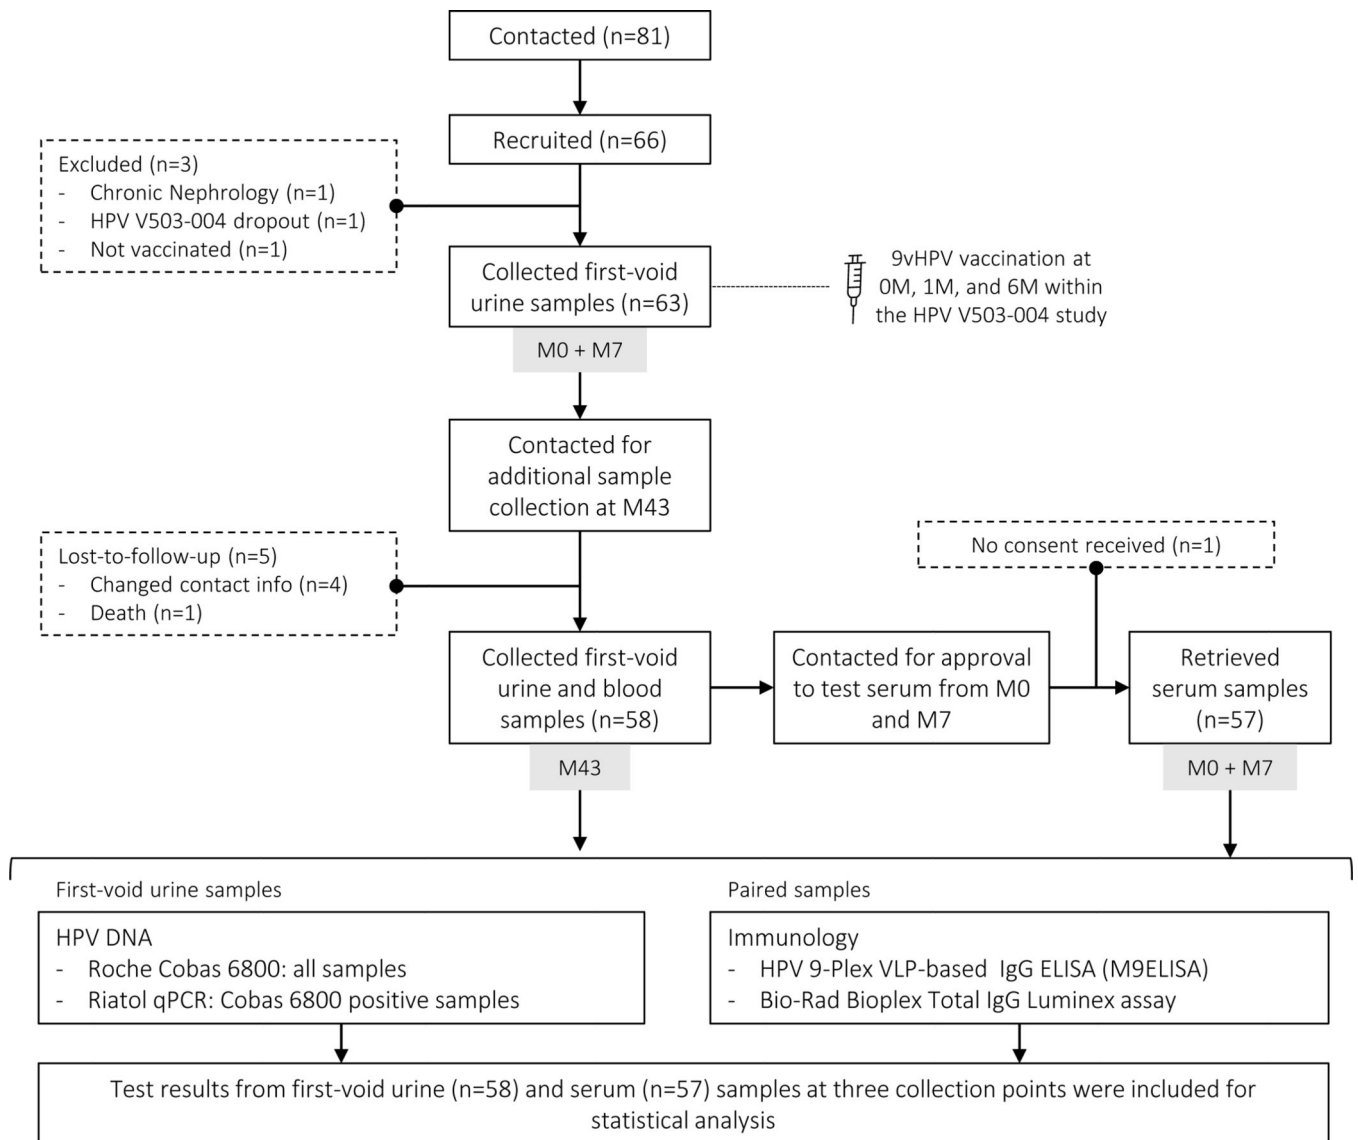 Contacted (n=81)
Recruited (n=66)
Excluded (n=3)
- Chronic Nephrology (n=1)
- HPV V503-004 dropout (n=1)
- Not vaccinated (n=1)
Collected first-void
urine samples (n=63)
M0 + M7
9vHPV vaccination at
0M, 1M, and 6M within
the HPV V503-004 study
Contacted for
additional sample
collection at M43
Lost-to-follow-up (n=5)
- Changed contact info (n=4)
- Death (n=1)
No consent received (n=1)
Collected first-void
urine and blood
samples (n=58)
M43
Contacted for approval
to test serum from M0
and M7
Retrieved
serum samples
(n=57)
M0 + M7
First-void urine samples
HPV DNA
- Roche Cobas 6800: all samples
- Riatol qPCR: Cobas 6800 positive samples
Paired samples
Immunology
- HPV 9-Plex VLP-based IgG ELISA (M9ELISA)
- Bio-Rad Bioplex Total IgG Luminex assay
Test results from first-void urine (n=58) and serum (n=57) samples at three collection points were included for
statistical analysis